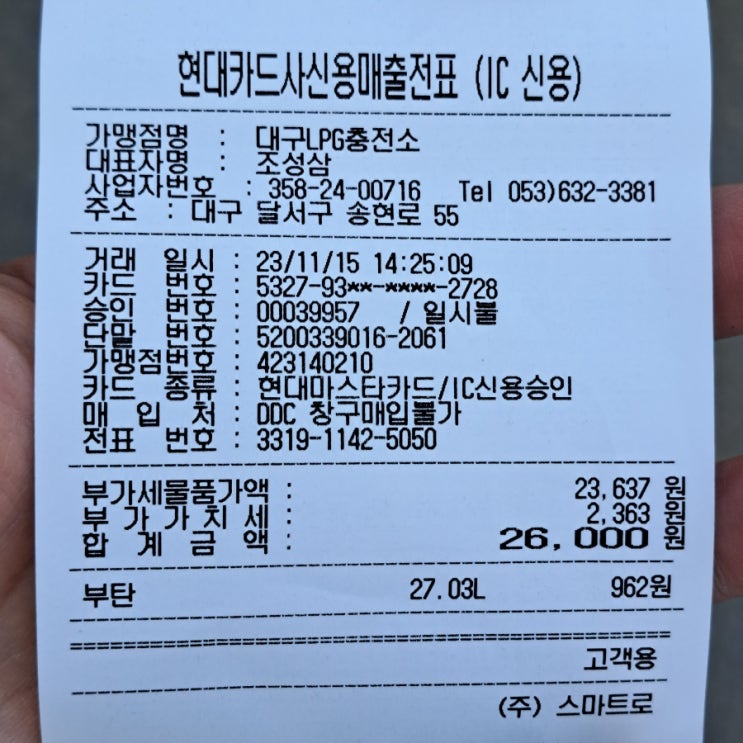 현대카드사신용매출전표 (IC 신용)
가맹점명 : 대구LPG충전소
대표자명 : 조성삼
사업자번호 : 358-24-00716 Tel 053)632-3381
주소 : 대구 달서구 송현로 55
거래 일시 : 23/11/15 14:25:09
카드 번호 : 5327-93**-****-2728
승인 번호 : 00039957 / 일시불
단말 번호 : 5200339016-2061
가맹점번호 : 423140210
카드 종류 : 현대마스타카드/IC신용승인
매 입 처 : DDC 창구매입불가
전표 번호 : 3319-1142-5050
부가세물품가액 : 23,637 원
부 가 가 치 세 : 2,363 원
합 계 금 액 : 26,000 원
부탄 27.03L 962원
고객용
(주) 스마트로